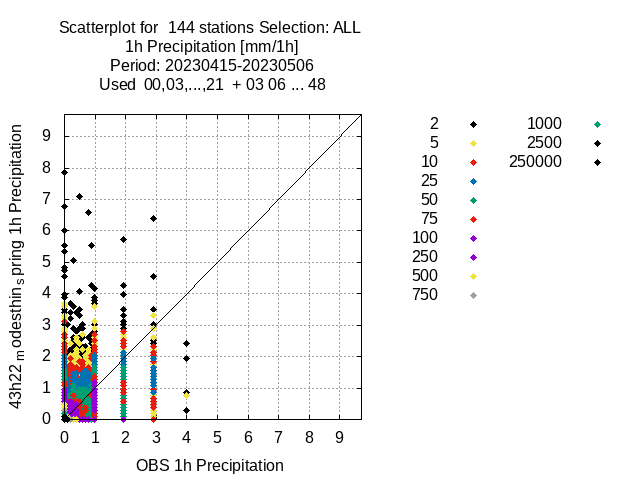 Scatterplot for  144 stations Selection: ALL
1h Precipitation [mm/1h]
Period: 20230415-20230506
Used  00,03,...,21  + 03 06 ... 48
43h22_modesthin_spring 1h Precipitation
9
8
7
6
5
4
3
2
1
0
0 1 2 3 4 5 6 7 8 9
OBS 1h Precipitation
2 1000
5 2500
10 250000
25
50
75
100
250
500
750